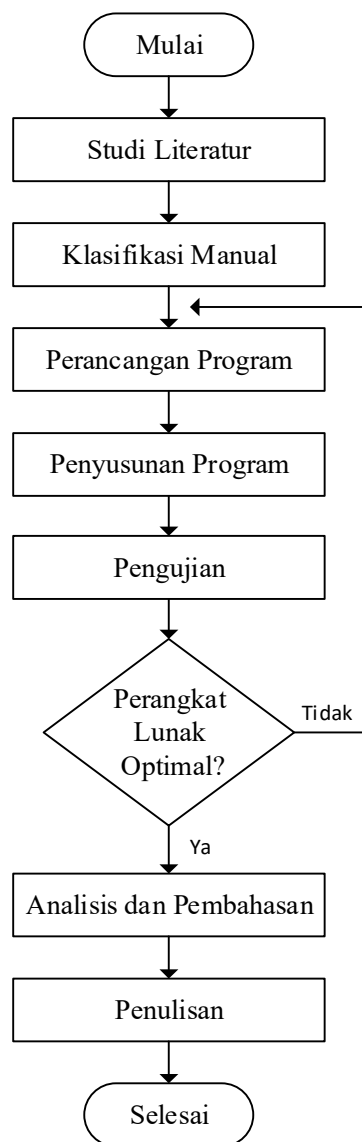 Mulai
Studi Literatur
Klasifikasi Manual
Perancangan Program
Penyusunan Program
Pengujian
Perangkat
Lunak
Optimal?
Tidak
Ya
Analisis dan Pembahasan
Penulisan
Selesai